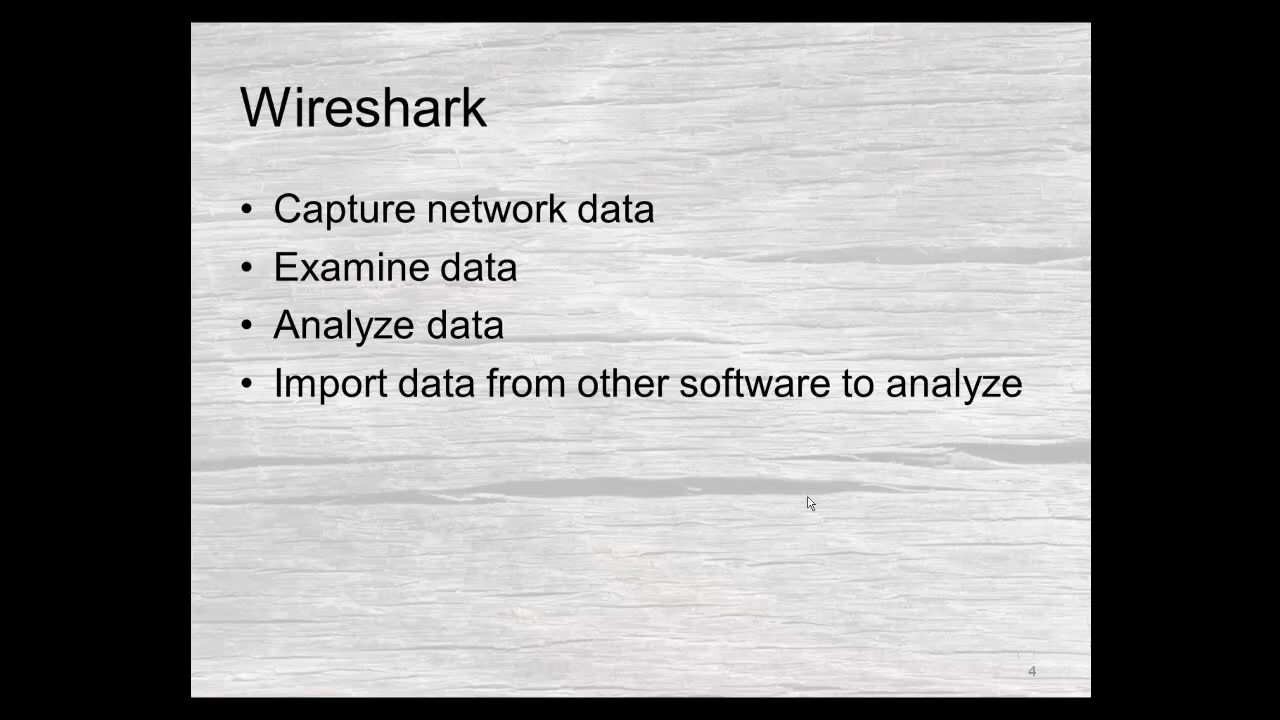 Wireshark
• Capture network data
• Examine data
• Analyze data
• Import data from other software to analyze
4